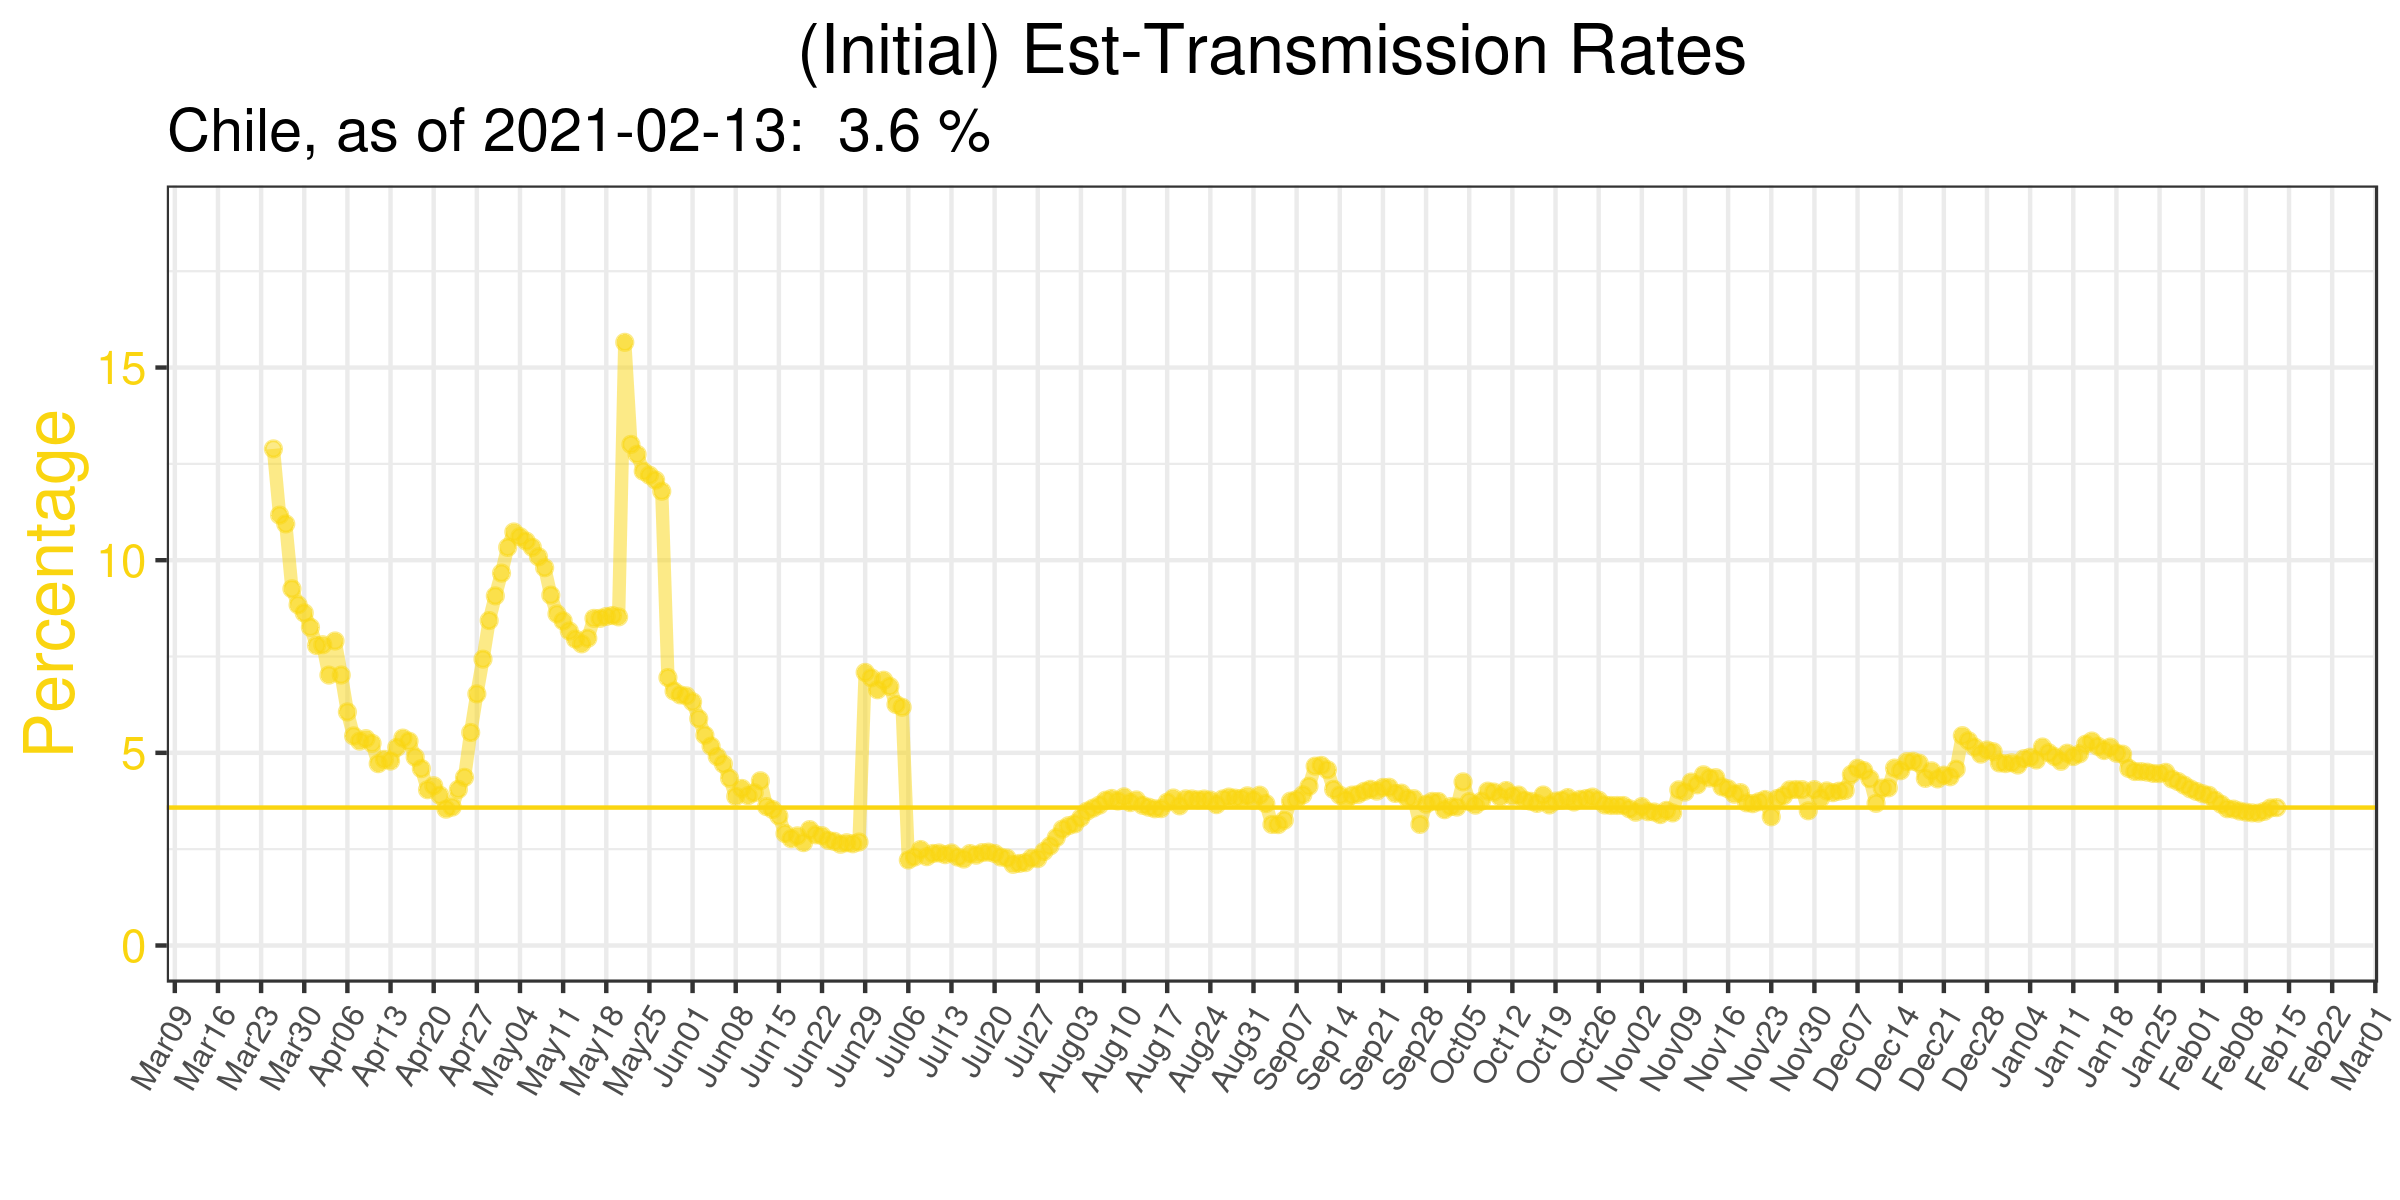 (Initial) Est-Transmission Rates
Chile, as of 2021-02-13:  3.6 %
Percentage
15
10
5
0
Mar09
Mar16
Mar23
Mar30
Apr06
Apr13
Apr20
Apr27
May04
May11
May18
May25
Jun01
Jun08
Jun15
Jun22
Jun29
Jul06
Jul13
Jul20
Jul27
Aug03
Aug10
Aug17
Aug24
Aug31
Sep07
Sep14
Sep21
Sep28
Oct05
Oct12
Oct19
Oct26
Nov02
Nov09
Nov16
Nov23
Nov30
Dec07
Dec14
Dec21
Dec28
Jan04
Jan11
Jan18
Jan25
Feb01
Feb08
Feb15
Feb22
Mar01